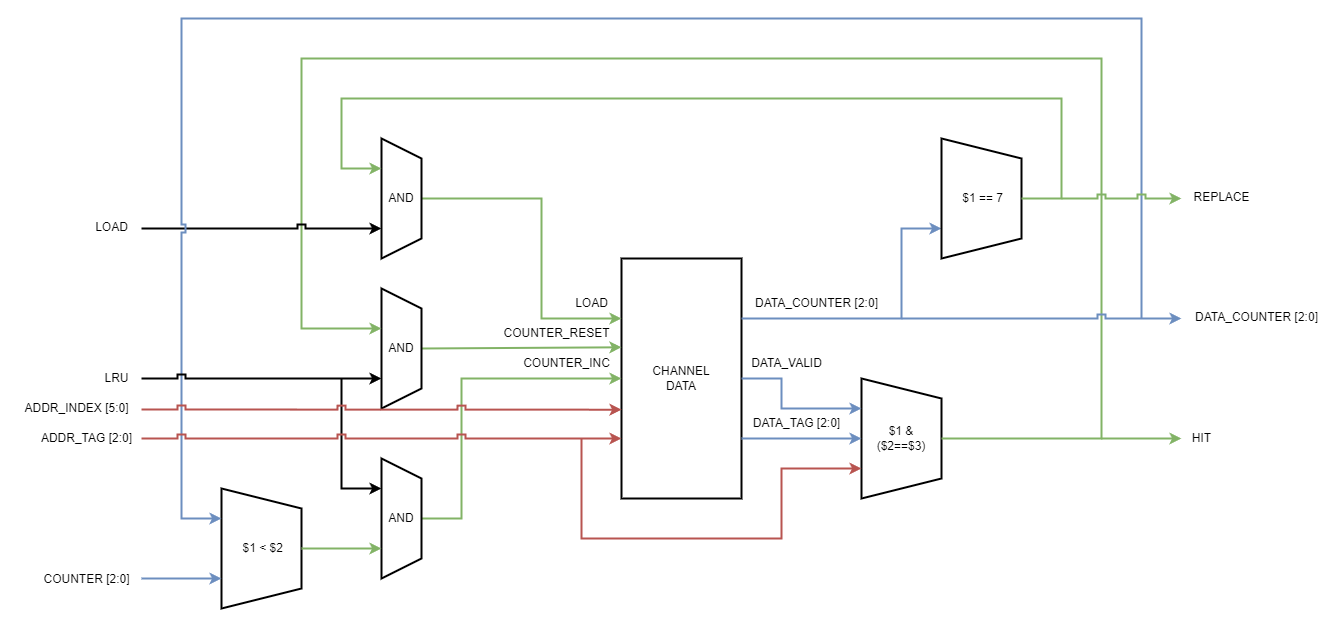 $1 == 7
REPLACE
AND
LOAD
LOAD
DATA_COUNTER [2:0]
DATA_COUNTER [2:0]
COUNTER_RESET
AND
COUNTER_INC
DATA_VALID
CHANNEL
DATA
LRU
ADDR_INDEX [5:0]
DATA_TAG [2:0]
ADDR_TAG [2:0]
$1 &
($2==$3)
HIT
AND
$1 < $2
COUNTER [2:0]